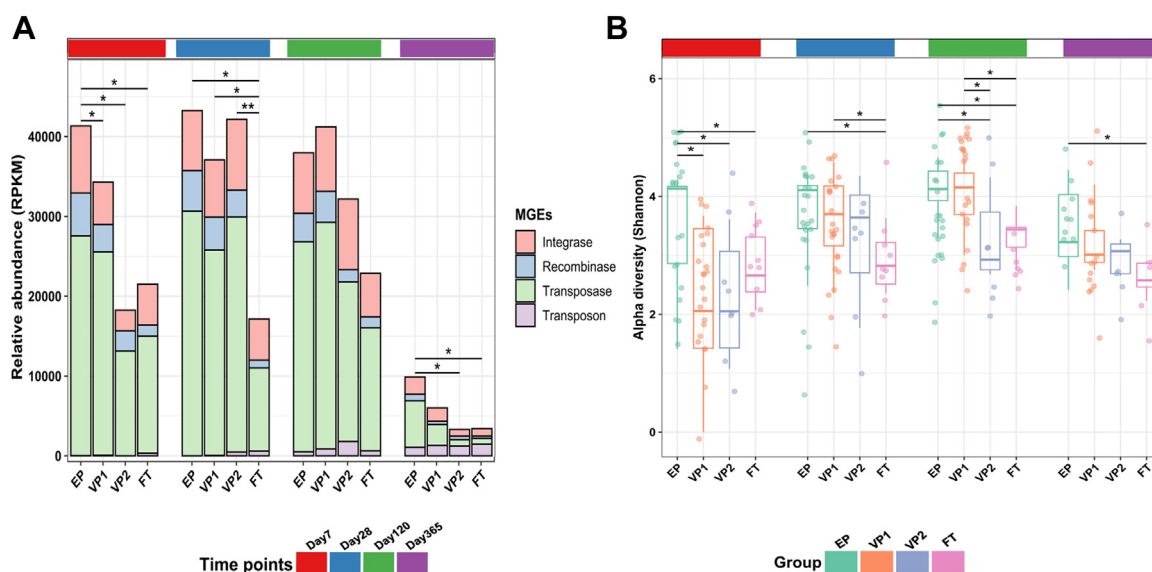 A
B
Relative abundance (RPKM)
40000
30000
20000
10000
0
* * *
* * **
* *
MGEs
Integrase
Recombinase
Transposase
Transposon
EP VP1 VP2 FT EP VP1 VP2 FT EP VP1 VP2 FT EP VP1 VP2 FT
Time points
Day7 Day28 Day120 Day365
Alpha diversity (Shannon)
6
4
2
0
* * *
* *
* * * *
*
EP VP1 VP2 FT EP VP1 VP2 FT EP VP1 VP2 FT EP VP1 VP2 FT
Group
EP VP1 VP2 FT